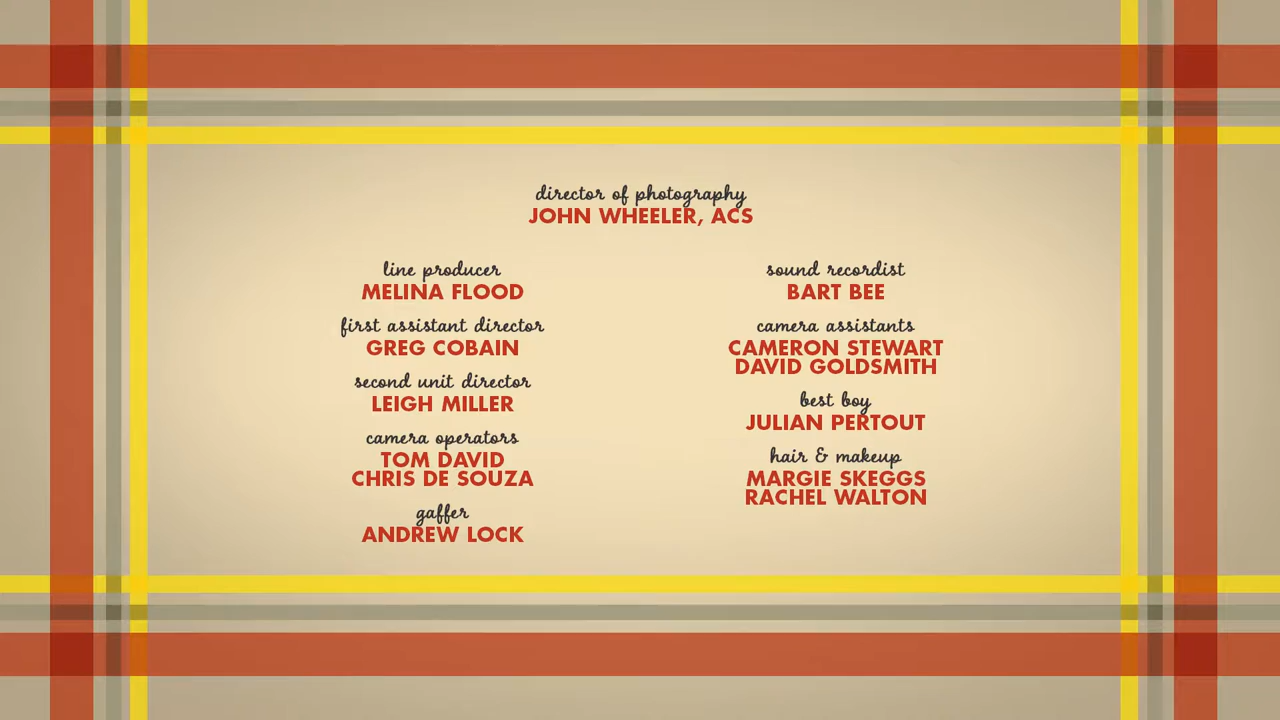 director of photography
JOHN WHEELER, ACS
line producer
MELINA FLOOD
first assistant director
GREG COBAIN
second unit director
LEIGH MILLER
camera operators
TOM DAVID
CHRIS DE SOUZA
gaffer
ANDREW LOCK
sound recordist
BART BEE
camera assistants
CAMERON STEWART
DAVID GOLDSMITH
best boy
JULIAN PERTOUT
hair & makeup
MARGIE SKEGGS
RACHEL WALTON